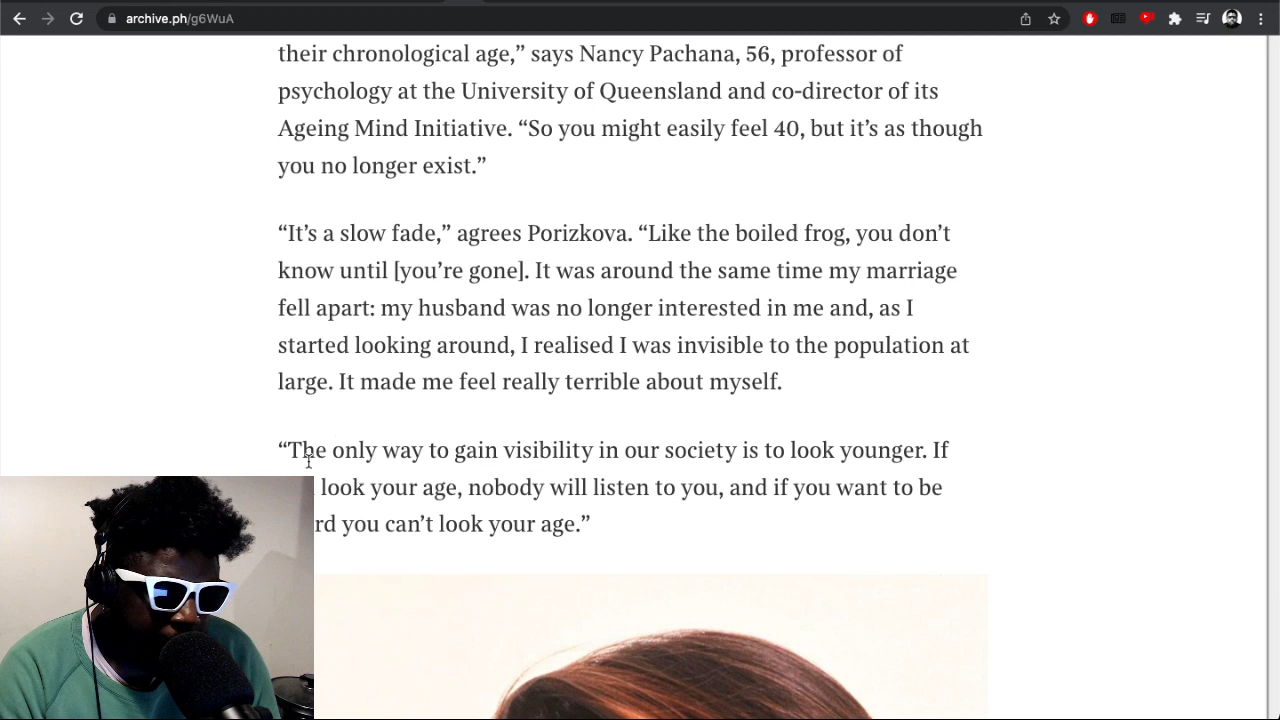 archive.ph/g6WuA
their chronological age,” says Nancy Pachana, 56, professor of
psychology at the University of Queensland and co-director of its
Ageing Mind Initiative. “So you might easily feel 40, but it’s as though
you no longer exist.”
“It’s a slow fade,” agrees Porizkova. “Like the boiled frog, you don’t
know until [you’re gone]. It was around the same time my marriage
fell apart: my husband was no longer interested in me and, as I
started looking around, I realised I was invisible to the population at
large. It made me feel really terrible about myself.
“The only way to gain visibility in our society is to look younger. If
look your age, nobody will listen to you, and if you want to be
rd you can’t look your age.”